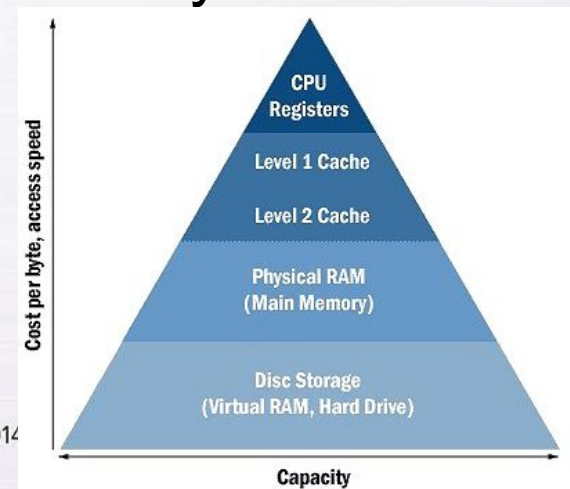 CPU
Registers
Level 1 Cache
Level 2 Cache
Physical RAM
(Main Memory)
Disc Storage
(Virtual RAM, Hard Drive)
Cost per byte, access speed
Capacity